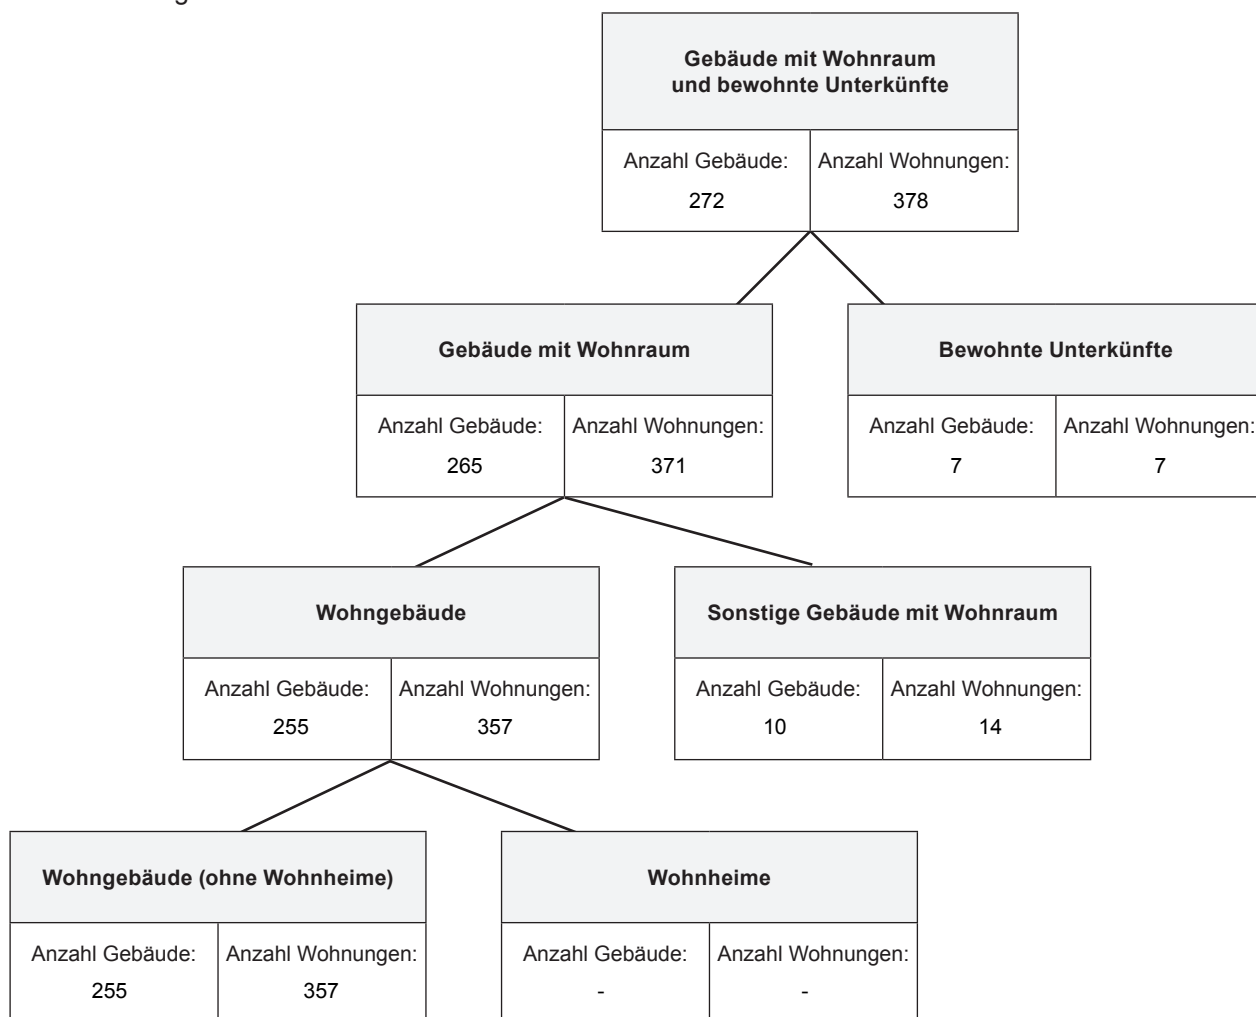 Gebäude mit Wohnraum
und bewohnte Unterkünfte
Anzahl Gebäude: Anzahl Wohnungen:
272 378
Gebäude mit Wohnraum Bewohnte Unterkünfte
Anzahl Gebäude: Anzahl Wohnungen: Anzahl Gebäude: Anzahl Wohnungen:
265 371 7 7
Wohngebäude Sonstige Gebäude mit Wohnraum
Anzahl Gebäude: Anzahl Wohnungen: Anzahl Gebäude: Anzahl Wohnungen:
255 357 10 14
Wohngebäude (ohne Wohnheime) Wohnheime
Anzahl Gebäude: Anzahl Wohnungen: Anzahl Gebäude: Anzahl Wohnungen:
255 357 - -